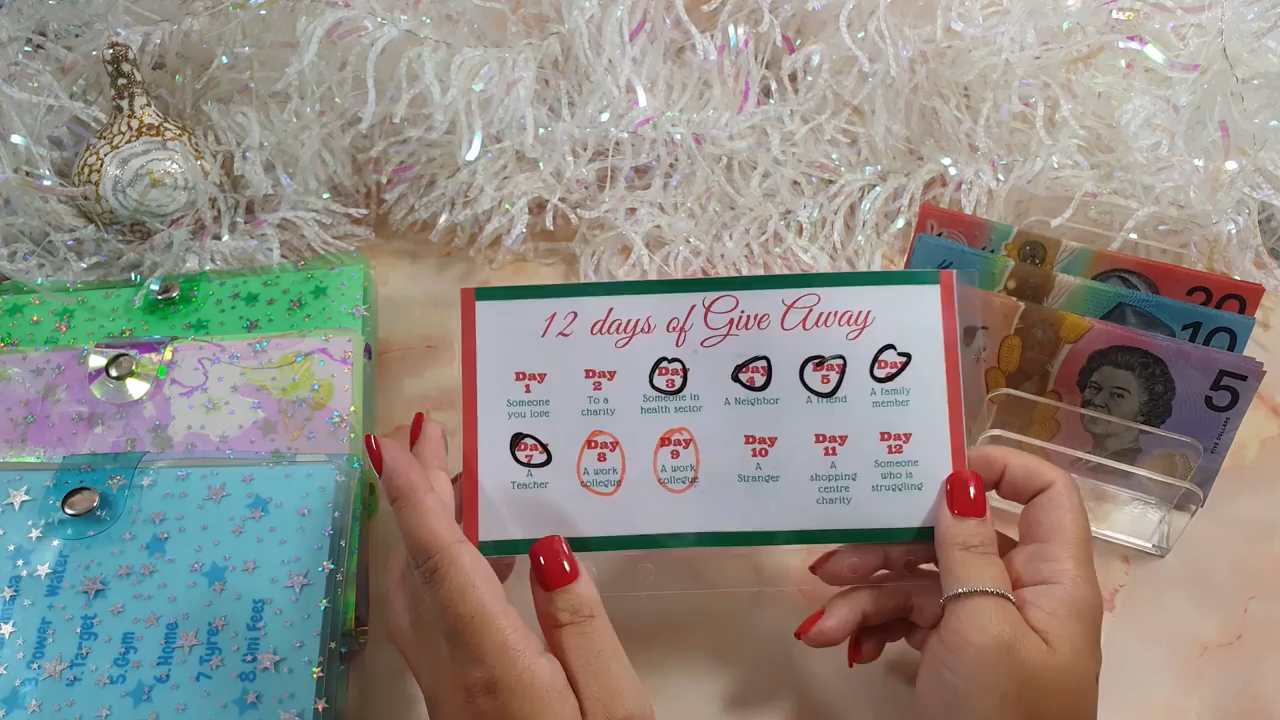 12 days of Give Away
Day 1 Someone you love
Day 2 To a charity
Day 3 Someone in health sector
Day 4 A Neighbor
Day 5 A friend
Day A family member
Day 7 A Teacher
Day 8 A work collegue
Day 9 A work collegue
Day 10 A Stranger
Day 11 A shopping centre charity
Day 12 Someone who is struggling
20
10
5
FIVE DOLLARS
3. Power + Water
4. Target
5. Gym
6. Home
7. Tyres
8. Uni Fees